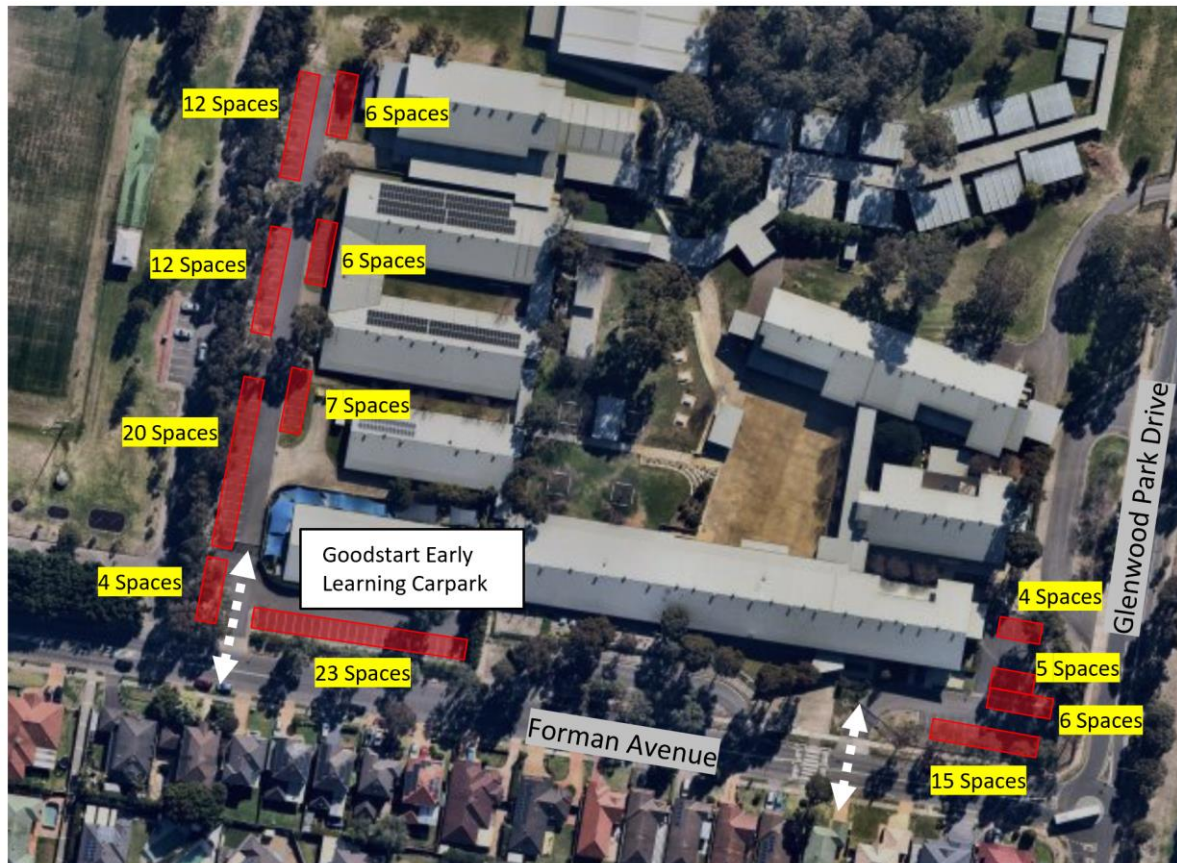 12 Spaces
6 Spaces
12 Spaces
6 Spaces
20 Spaces
7 Spaces
Goodstart Early
Learning Carpark
4 Spaces
23 Spaces
4 Spaces
5 Spaces
6 Spaces
15 Spaces
Forman Avenue
Glenwood Park Drive